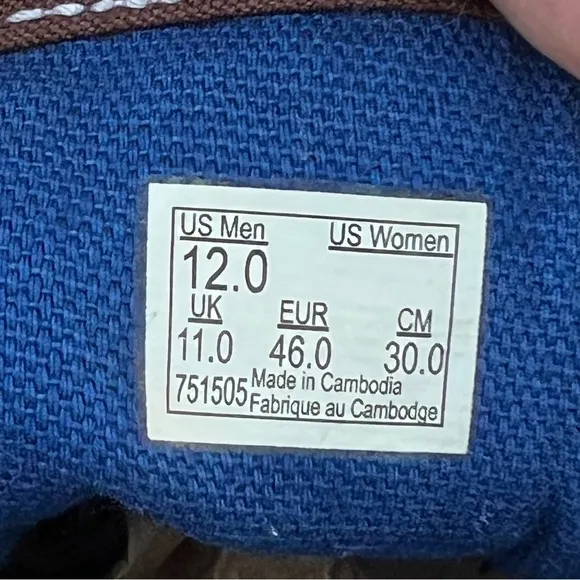 US Men US Women
12.0
UK EUR CM
11.0 46.0 30.0
751505 Made in Cambodia
Fabrique au Cambodge